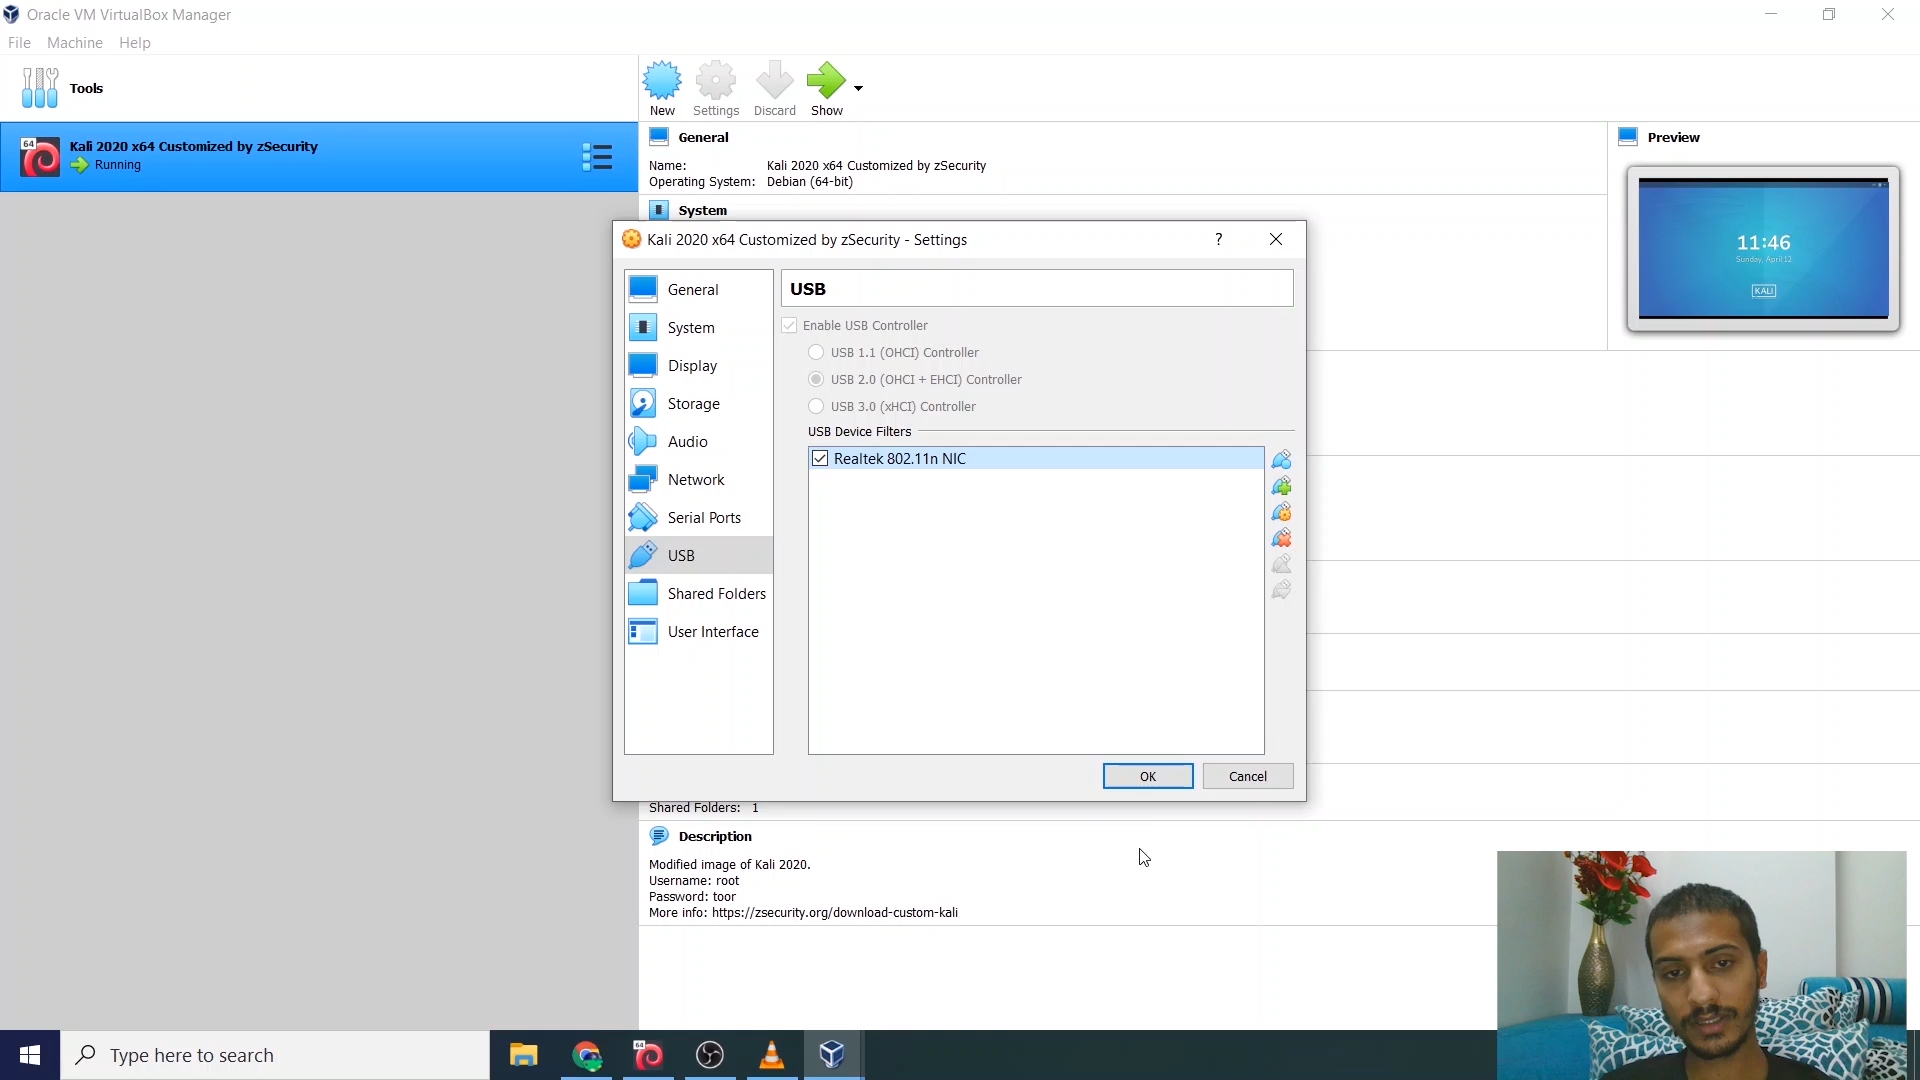 Oracle VM VirtualBox Manager
File Machine Help
Tools
New Settings Discard Show
64
Kali 2020 x64 Customized by zSecurity
Running
General
Name: Kali 2020 x64 Customized by zSecurity
Operating System: Debian (64-bit)
System
Preview
11:46
Sunday, April 12
KALI
Kali 2020 x64 Customized by zSecurity - Settings
?
General
System
Display
Storage
Audio
Network
Serial Ports
USB
Shared Folders
User Interface
USB
Enable USB Controller
USB 1.1 (OHCI) Controller
USB 2.0 (OHCI + EHCI) Controller
USB 3.0 (xHCI) Controller
USB Device Filters
Realtek 802.11n NIC
OK Cancel
Shared Folders: 1
Description
Modified image of Kali 2020.
Username: root
Password: toor
More info: https://zsecurity.org/download-custom-kali
Type here to search
64